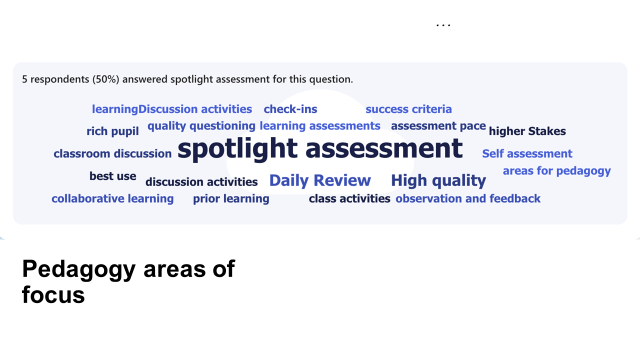 ...
5 respondents (50%) answered spotlight assessment for this question.
learningDiscussion activities check-ins success criteria
rich pupil quality questioning learning assessments assessment pace higher Stakes
classroom discussion spotlight assessment Self assessment
best use discussion activities Daily Review High quality areas for pedagogy
collaborative learning prior learning class activities observation and feedback
Pedagogy areas of
focus